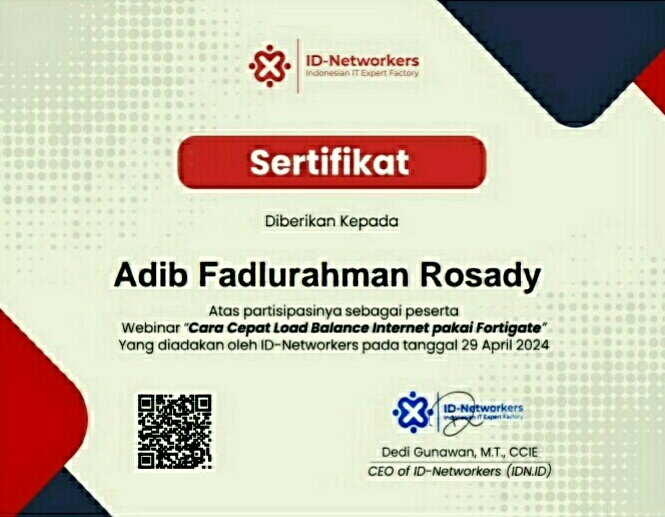 ID-Networkers
Indonesian IT Expert Factory
Sertifikat
Diberikan Kepada
Adib Fadlurahman Rosady
Atas partisipasinya sebagai peserta
Webinar "Cara Cepat Load Balance Internet pakai Fortigate"
Yang diadakan oleh ID-Networkers pada tanggal 29 April 2024
ID-Networkers
Indonesian IT Expert Factory
Dedi Gunawan, M.T., CCIE
CEO of ID-Networkers (IDN.ID)